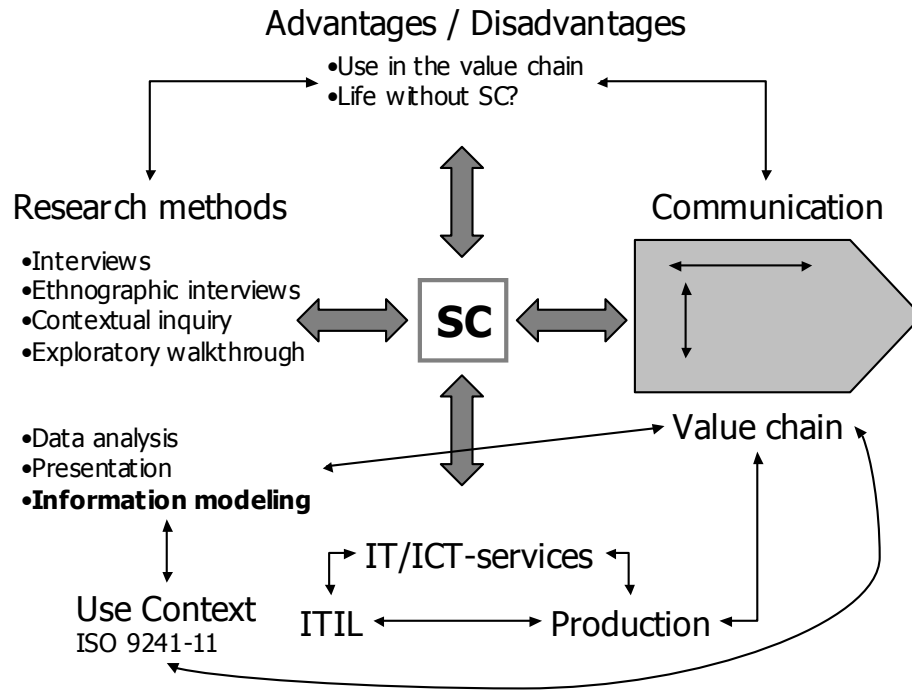 Advantages / Disadvantages
•Use in the value chain
•Life without SC?
Research methods
Communication
•Interviews
•Ethnographic interviews
•Contextual inquiry
•Exploratory walkthrough
SC
•Data analysis
•Presentation
•Information modeling
Value chain
IT/ICT-services
Use Context
ISO 9241-11
ITIL
Production